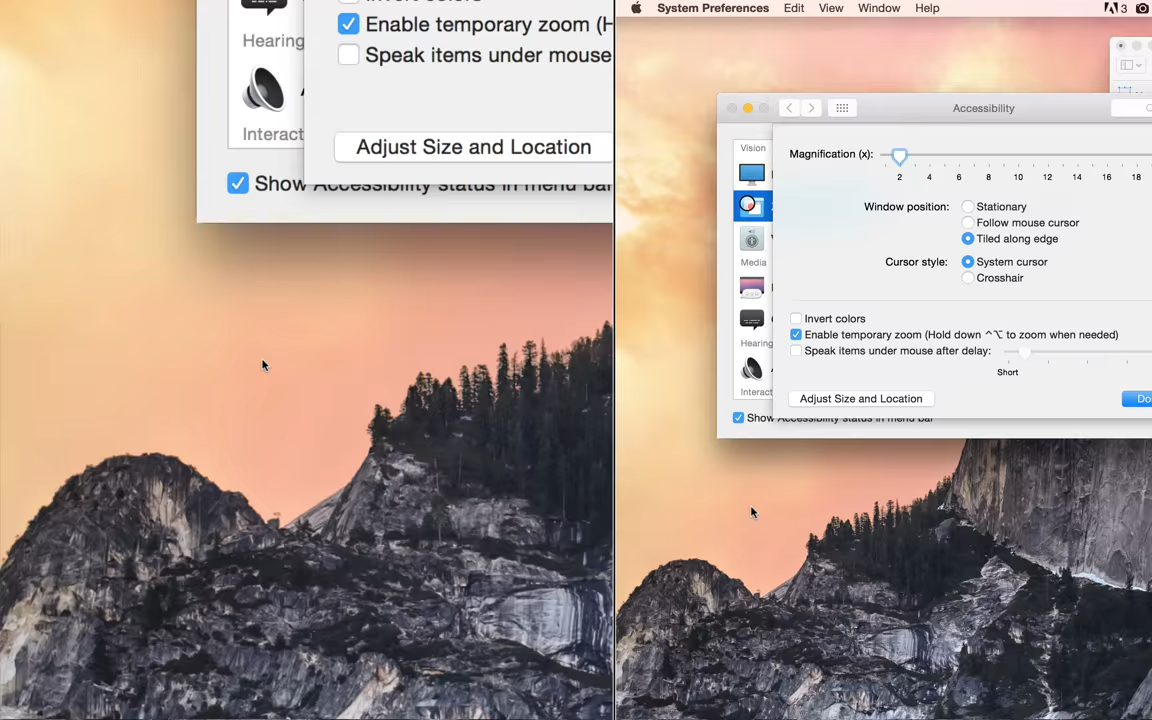 Hearing
Enable temporary zoom (H
Speak items under mouse
Interact
Adjust Size and Location
Show Accessibility status in menu bar
System Preferences Edit View Window Help 3
Accessibility
Vision
Magnification (x):
2 4 6 8 10 12 14 16 18
Window position:
Stationary
Follow mouse cursor
Tiled along edge
Media
Cursor style:
System cursor
Crosshair
Invert colors
Enable temporary zoom (Hold down ⌃⌥ to zoom when needed)
Hearing
Speak items under mouse after delay:
Short
Interact
Adjust Size and Location
Do
Show Accessibility status in menu bar